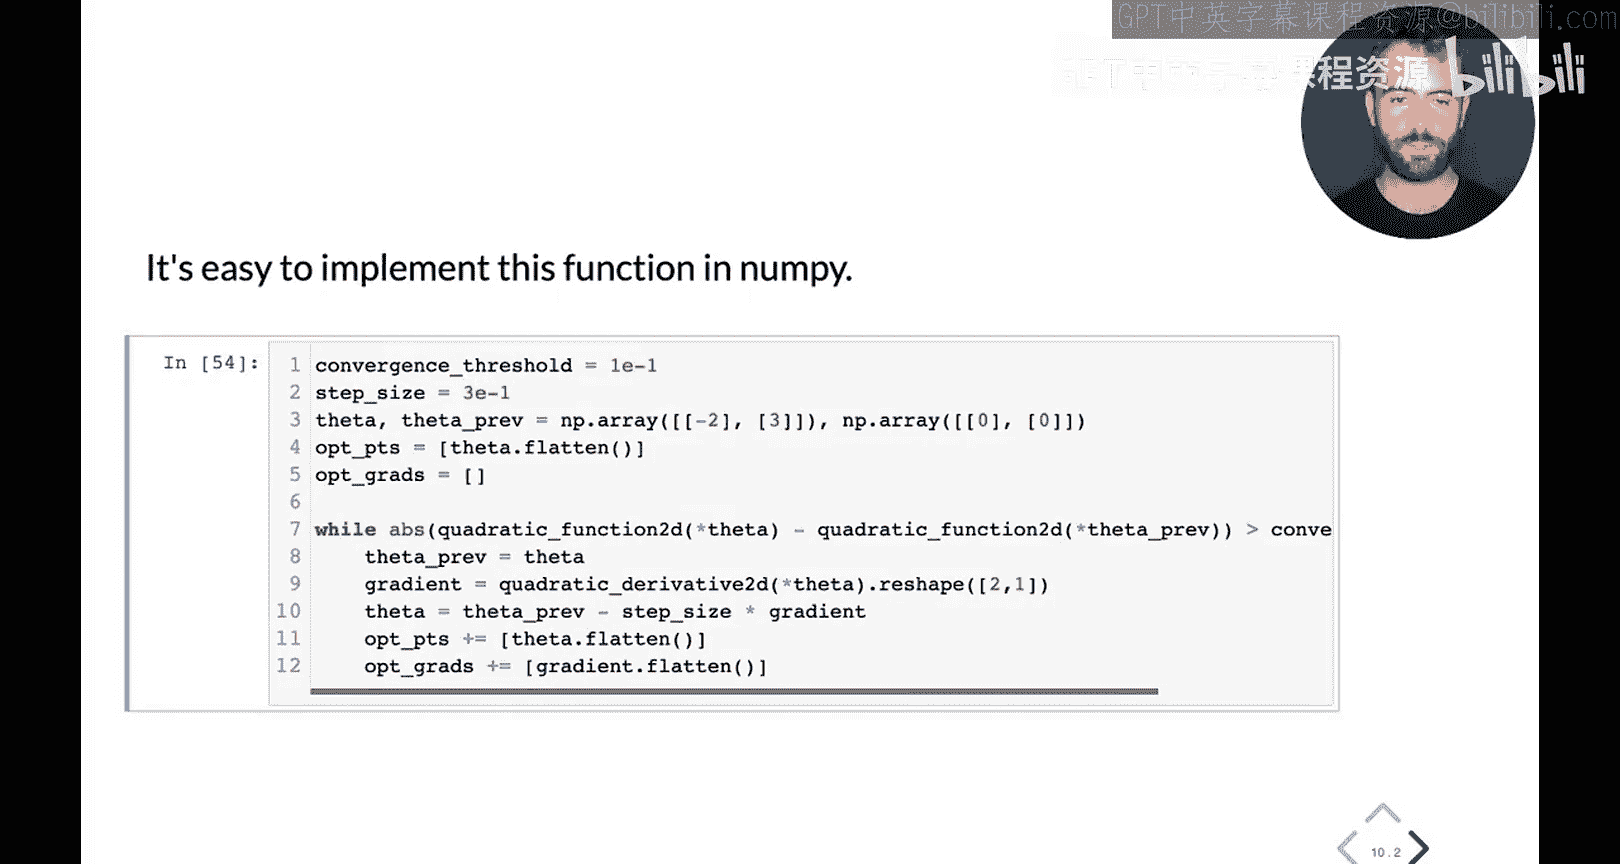 GPT中英字幕课程资源@bilibili.com
课程资源 bilibili
It's easy to implement this function in numpy.
In [54]:
1 convergence_threshold = 1e-1
2 step_size = 3e-1
3 theta, theta_prev = np.array([[-2], [3]]), np.array([[0], [0]])
4 opt_pts = [theta.flatten()]
5 opt_grads = []
6
7 while abs(quadratic_function2d(*theta) - quadratic_function2d(*theta_prev)) > conve
8     theta_prev = theta
9     gradient = quadratic_derivative2d(*theta).reshape([2,1])
10     theta = theta_prev - step_size * gradient
11     opt_pts += [theta.flatten()]
12     opt_grads += [gradient.flatten()]
10.2